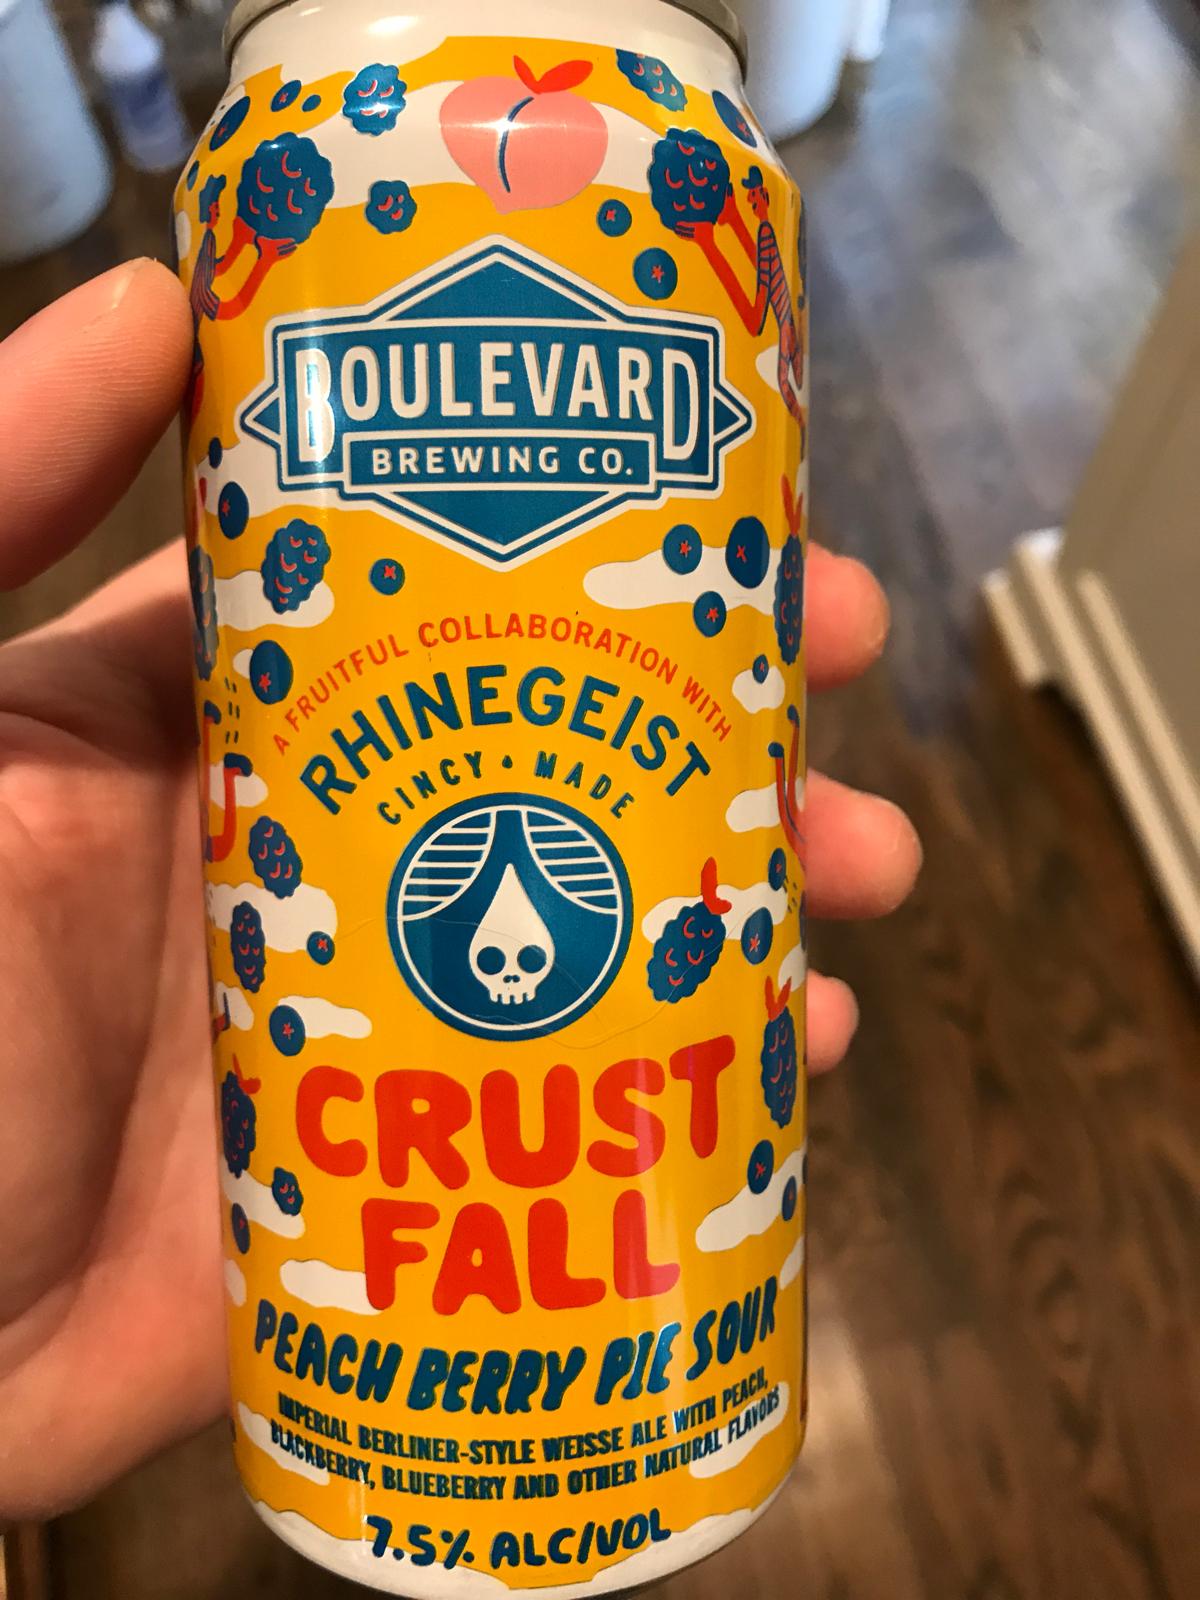 BOULEVARD
BREWING CO.
A FRUITFUL COLLABORATION WITH
RHINEGEIST
CINCY • MADE
CRUST
FALL
PEACH BERRY PIE SOUR
IMPERIAL BERLINER-STYLE WEISSE ALE WITH PEACH,
BLACKBERRY, BLUEBERRY AND OTHER NATURAL FLAVORS
7.5% ALC/VOL